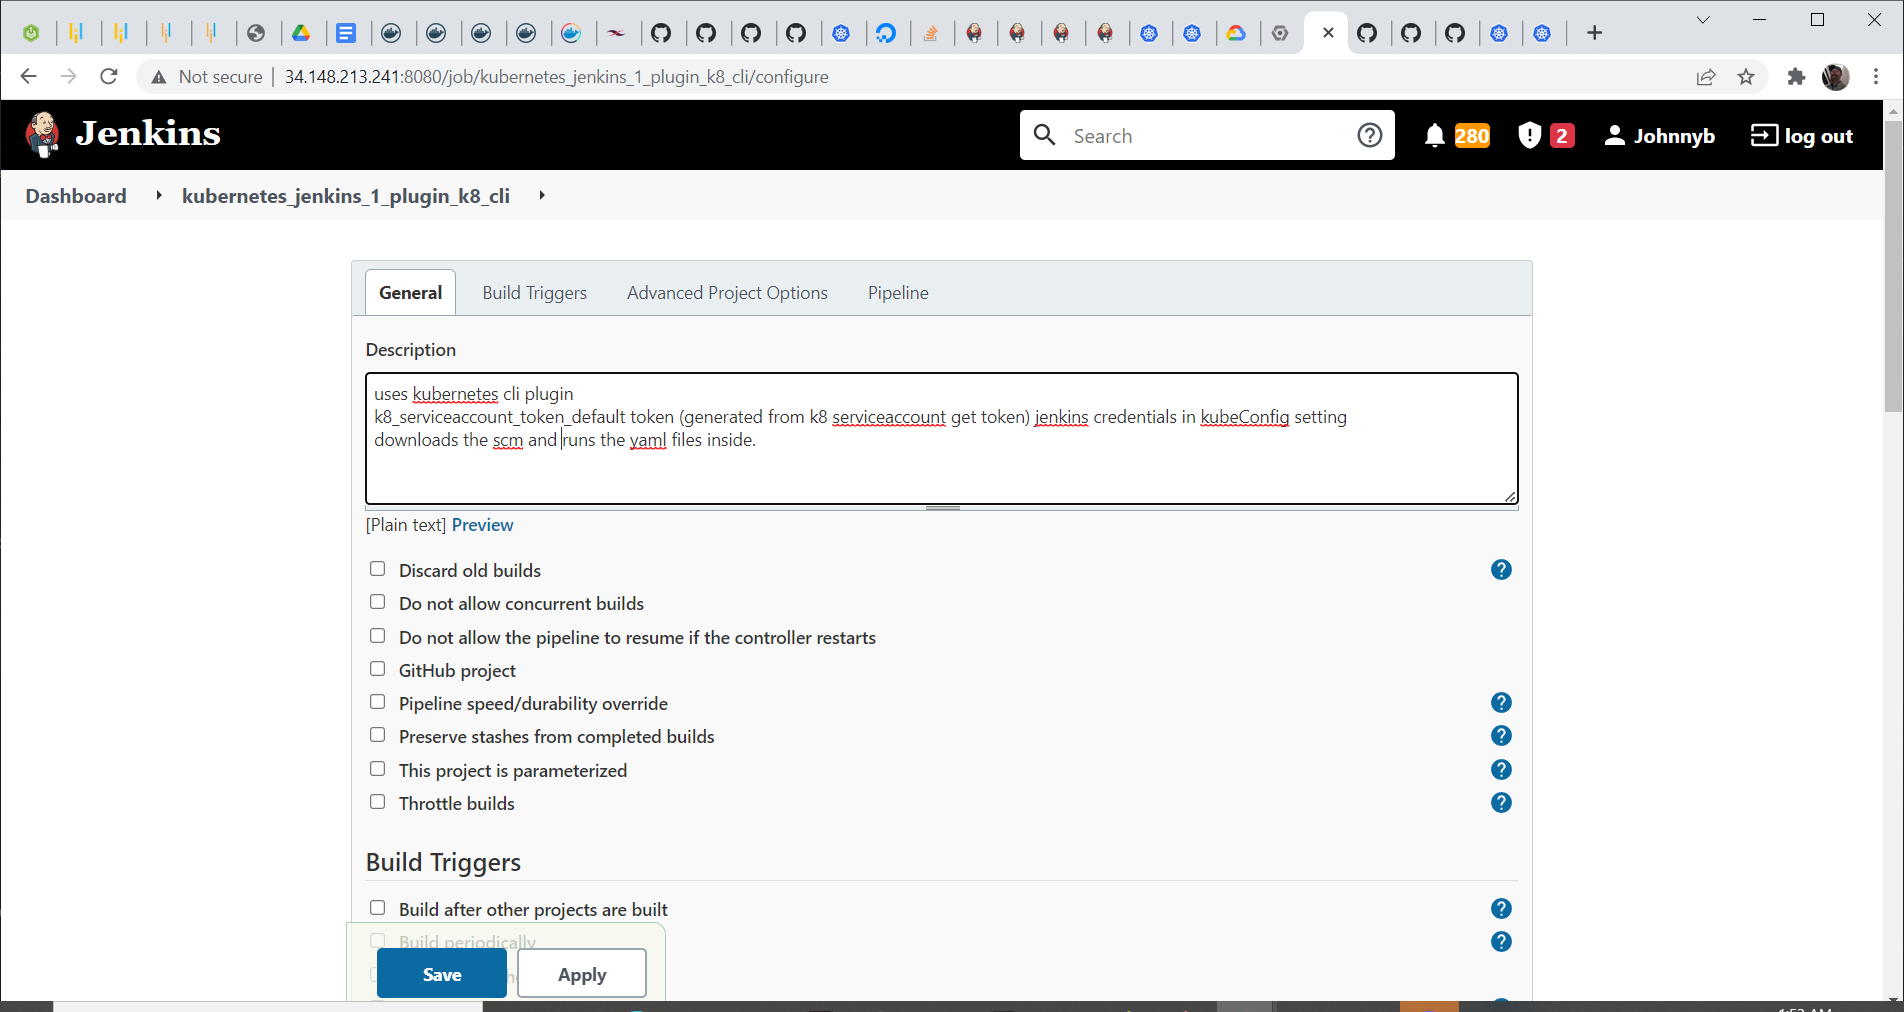 Not secure | 34.148.213.241:8080/job/kubernetes_jenkins_1_plugin_k8_cli/configure
Jenkins Search 280 2 Johnnyb log out
Dashboard kubernetes_jenkins_1_plugin_k8_cli
General Build Triggers Advanced Project Options Pipeline
Description
uses kubernetes cli plugin
k8_serviceaccount_token_default token (generated from k8 serviceaccount get token) jenkins credentials in kubeConfig setting
downloads the scm and runs the yaml files inside.
[Plain text] Preview
Discard old builds
Do not allow concurrent builds
Do not allow the pipeline to resume if the controller restarts
GitHub project
Pipeline speed/durability override
Preserve stashes from completed builds
This project is parameterized
Throttle builds
Build Triggers
Build after other projects are built
Build periodically
Save Apply